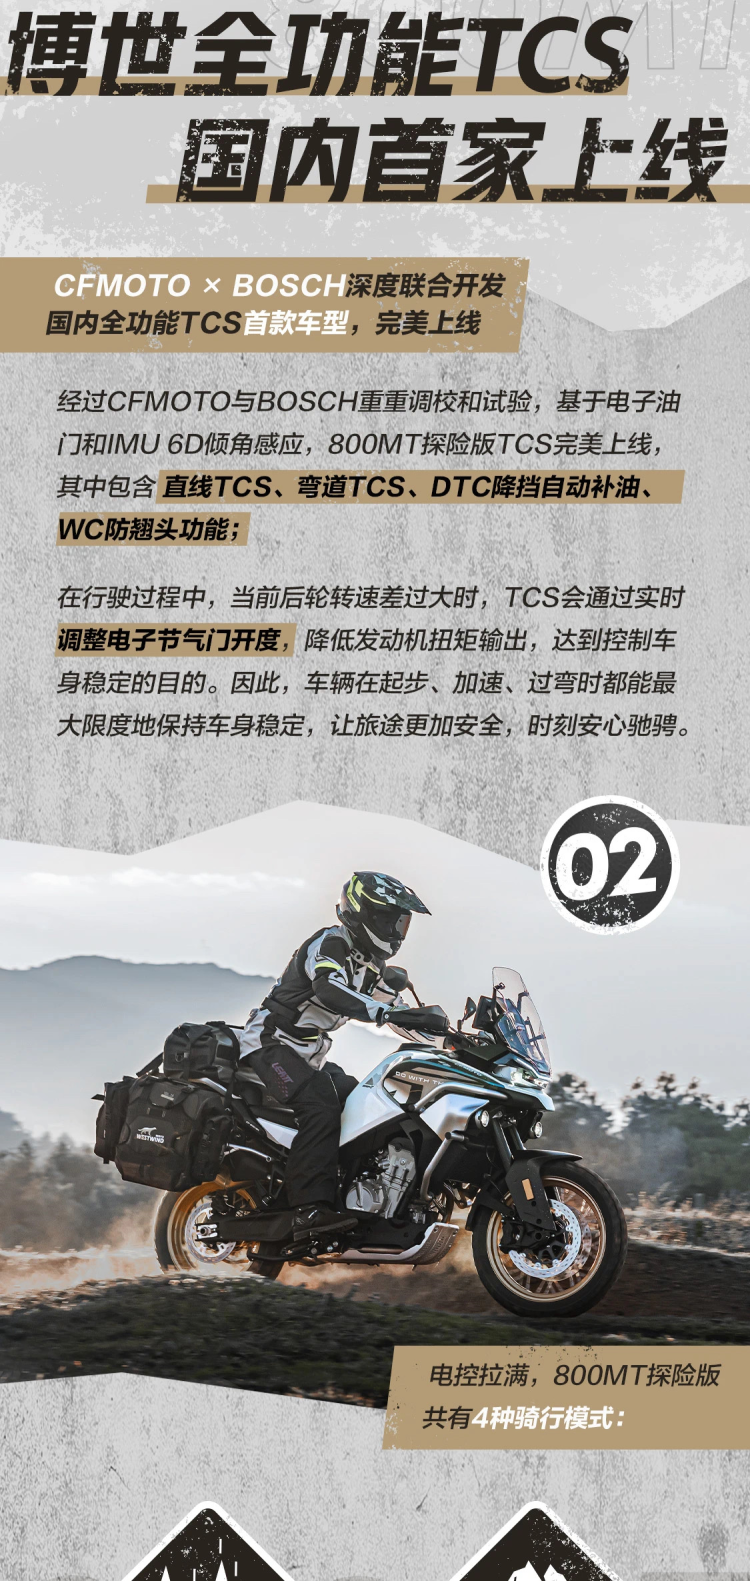 博世全功能TCS
国内首家上线
CFMOTO × BOSCH深度联合开发
国内全功能TCS首款车型，完美上线
经过CFMOTO与BOSCH重重调校和试验，基于电子油
门和IMU 6D倾角感应，800MT探险版TCS完美上线，
其中包含 直线TCS、弯道TCS、DTC降挡自动补油、
WC防翘头功能；
在行驶过程中，当前后轮转速差过大时，TCS会通过实时
调整电子节气门开度，降低发动机扭矩输出，达到控制车
身稳定的目的。因此，车辆在起步、加速、过弯时都能最
大限度地保持车身稳定，让旅途更加安全，时刻安心驰骋。
02
WESTWIND
电控拉满，800MT探险版
共有4种骑行模式：